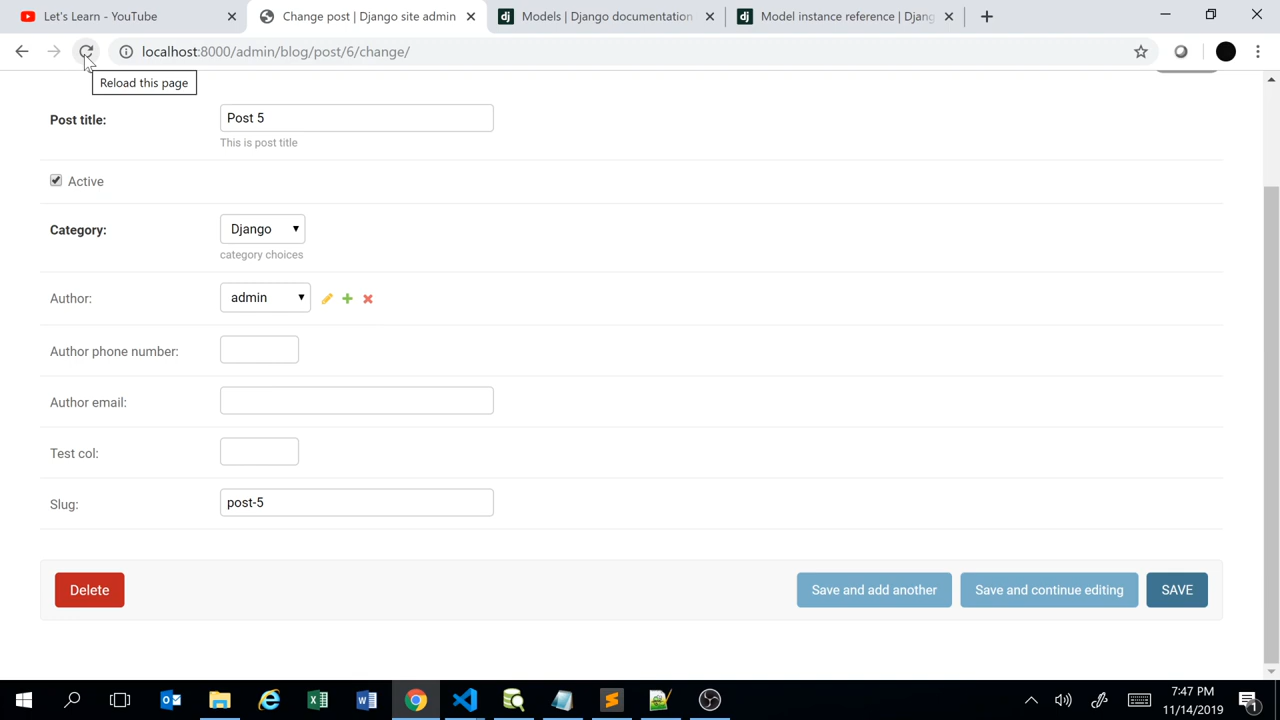 Let's Learn - YouTube
Change post | Django site admin
Models | Django documentation
Model instance reference | Djang
localhost:8000/admin/blog/post/6/change/
Reload this page
Post title:
Post 5
This is post title
Active
Category:
Django
category choices
Author:
admin
Author phone number:
Author email:
Test col:
Slug:
post-5
Delete
Save and add another
Save and continue editing
SAVE
7:47 PM
11/14/2019
1